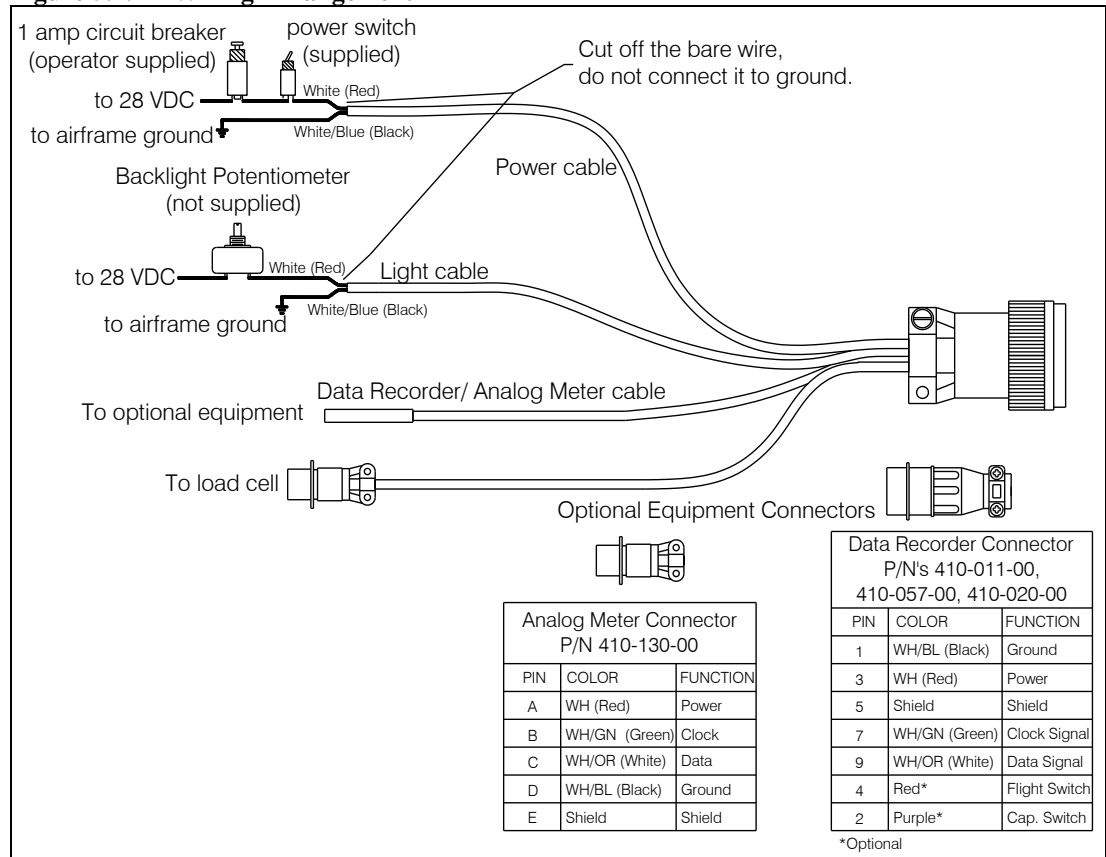 1 amp circuit breaker
(operator supplied)
power switch
(supplied)
Cut off the bare wire,
do not connect it to ground.
to 28 VDC
White (Red)
to airframe ground
White/Blue (Black)
Power cable
Backlight Potentiometer
(not supplied)
to 28 VDC
White (Red)
Light cable
to airframe ground
White/Blue (Black)
Data Recorder/ Analog Meter cable
To optional equipment
To load cell
Optional Equipment Connectors
Analog Meter Connector
P/N 410-130-00
PIN COLOR FUNCTION
A WH (Red) Power
B WH/GN (Green) Clock
C WH/OR (White) Data
D WH/BL (Black) Ground
E Shield Shield
Data Recorder Connector
P/N's 410-011-00,
410-057-00, 410-020-00
PIN COLOR FUNCTION
1 WH/BL (Black) Ground
3 WH (Red) Power
5 Shield Shield
7 WH/GN (Green) Clock Signal
9 WH/OR (White) Data Signal
4 Red* Flight Switch
2 Purple* Cap. Switch
*Optional